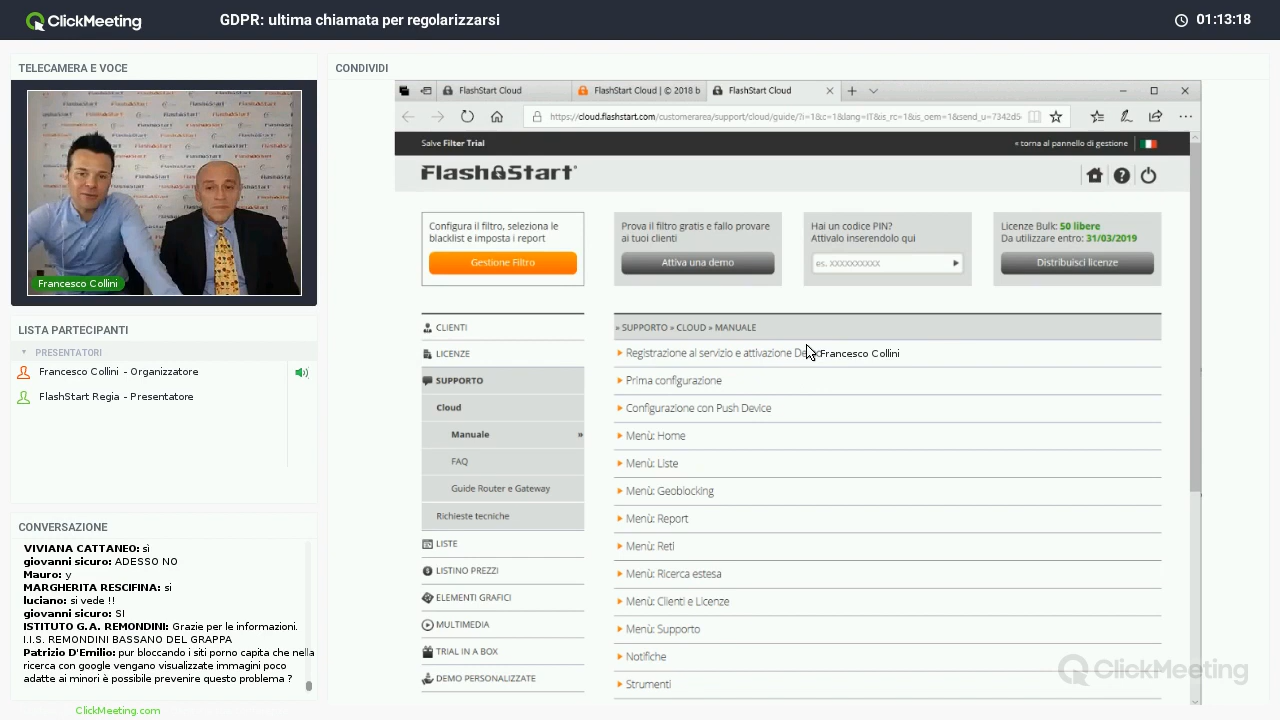 ClickMeeting
GDPR: ultima chiamata per regolarizzarsi
01:13:18
TELECAMERA E VOCE
Francesco Collini
LISTA PARTECIPANTI
PRESENTATORI
Francesco Collini - Organizzatore
FlashStart Regia - Presentatore
CONVERSAZIONE
VIVIANA CATTANEO: sì
giovanni sicuro: ADESSO NO
Mauro: y
MARGHERITA RESCIFINA: si
luciano: si vede !!
giovanni sicuro: SI
ISTITUTO G. A. REMONDINI: Grazie per le informazioni.
I.I.S. REMONDINI BASSANO DEL GRAPPA
Patrizio D'Emilio: pur bloccando i siti porno capita che nella
ricerca con google vengano visualizzate immagini poco
adatte ai minori è possibile prevenire questo problema ?
ClickMeeting.com
CONDIVIDI
FlashStart Cloud
FlashStart Cloud | © 2018 b
FlashStart Cloud
https://cloud.flashstart.com/customerarea/support/cloud/guide/?i=1&c=1&lang=IT&is_rc=1&is_oem=1&send_u=7342d5
Salve Filter Trial
« torna al pannello di gestione
FlashStart
Configura il filtro, seleziona le
blacklist e imposta i report
Gestione Filtro
Prova il filtro gratis e fallo provare
ai tuoi clienti
Attiva una demo
Hai un codice PIN?
Attivalo inserendolo qui
es. XXXXXXXXXX
Licenze Bulk: 50 libere
Da utilizzare entro: 31/03/2019
Distribuisci licenze
CLIENTI
LICENZE
SUPPORTO
Cloud
Manuale »
FAQ
Guide Router e Gateway
Richieste tecniche
LISTE
LISTINO PREZZI
ELEMENTI GRAFICI
MULTIMEDIA
TRIAL IN A BOX
DEMO PERSONALIZZATE
» SUPPORTO » CLOUD » MANUALE
Registrazione al servizio e attivazione
Francesco Collini
Prima configurazione
Configurazione con Push Device
Menù: Home
Menù: Liste
Menù: Geoblocking
Menù: Report
Menù: Reti
Menù: Ricerca estesa
Menù: Clienti e Licenze
Menù: Supporto
Notifiche
Strumenti
ClickMeeting